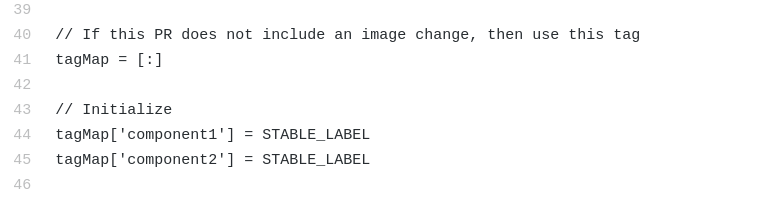 39
40 // If this PR does not include an image change, then use this tag
41 tagMap = [:]
42
43 // Initialize
44 tagMap['component1'] = STABLE_LABEL
45 tagMap['component2'] = STABLE_LABEL
46